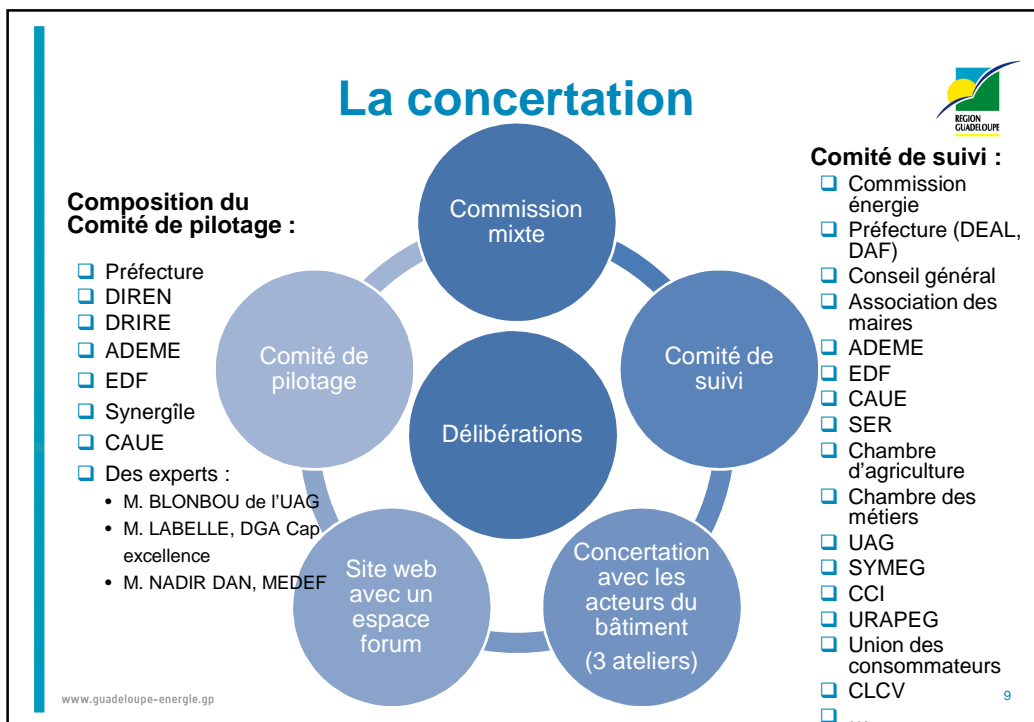 La concertation
REGION
GUADELOUPE
Composition du
Comité de pilotage :
❑ Préfecture
❑ DIREN
❑ DRIRE
❑ ADEME
❑ EDF
❑ Synergîle
❑ CAUE
❑ Des experts :
• M. BLONBOU de l'UAG
• M. LABELLE, DGA Cap
excellence
• M. NADIR DAN, MEDEF
Commission
mixte
Comité de
suivi
Concertation
avec les
acteurs du
bâtiment
(3 ateliers)
Site web
avec un
espace
forum
Comité de
pilotage
Délibérations
Comité de suivi :
❑ Commission
énergie
❑ Préfecture (DEAL,
DAF)
❑ Conseil général
❑ Association des
maires
❑ ADEME
❑ EDF
❑ CAUE
❑ SER
❑ Chambre
d'agriculture
❑ Chambre des
métiers
❑ UAG
❑ SYMEG
❑ CCI
❑ URAPEG
❑ Union des
consommateurs
❑ CLCV
❑ ...
www.guadeloupe-energie.gp
9